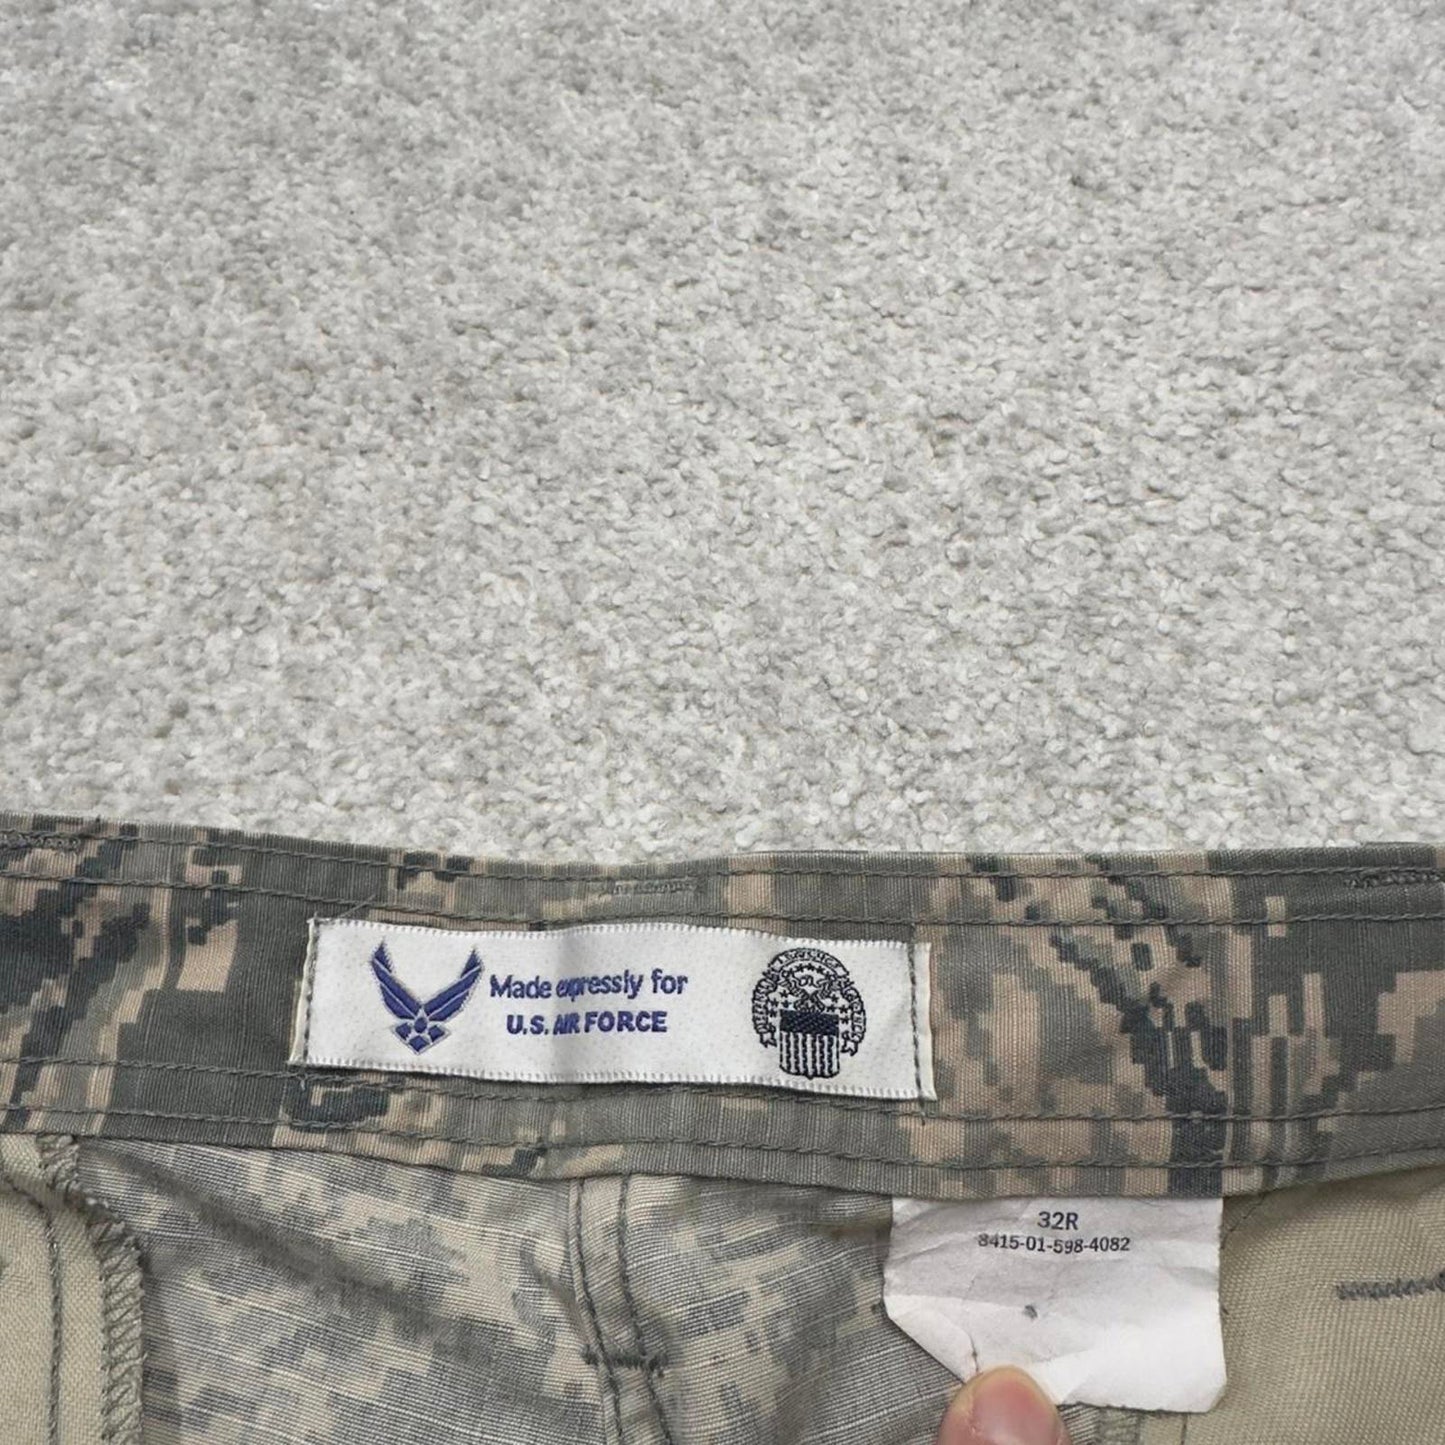 Made expressly for
U.S. AIR FORCE
32R
8415-01-598-4082